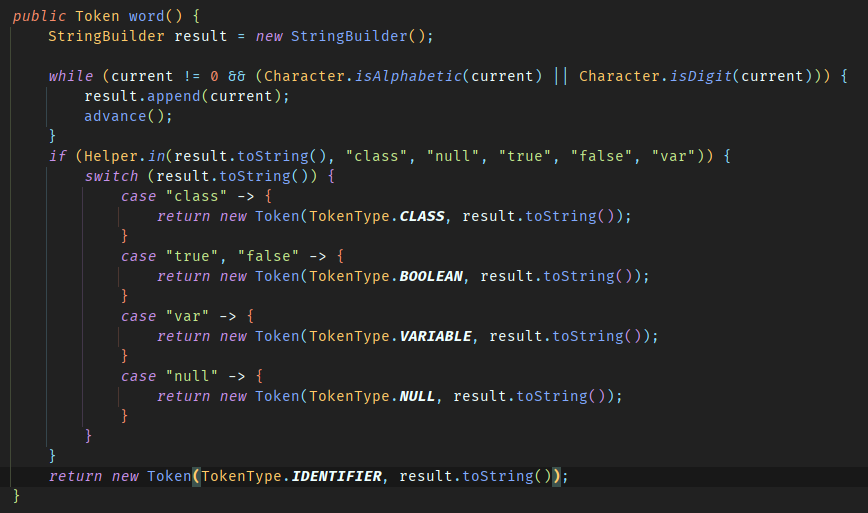 public Token word() {
    StringBuilder result = new StringBuilder();

    while (current != 0 && (Character.isAlphabetic(current) || Character.isDigit(current))) {
        result.append(current);
        advance();
    }
    if (Helper.in(result.toString(), "class", "null", "true", "false", "var")) {
        switch (result.toString()) {
            case "class" -> {
                return new Token(TokenType.CLASS, result.toString());
            }
            case "true", "false" -> {
                return new Token(TokenType.BOOLEAN, result.toString());
            }
            case "var" -> {
                return new Token(TokenType.VARIABLE, result.toString());
            }
            case "null" -> {
                return new Token(TokenType.NULL, result.toString());
            }
        }
    }
    return new Token(TokenType.IDENTIFIER, result.toString());
}